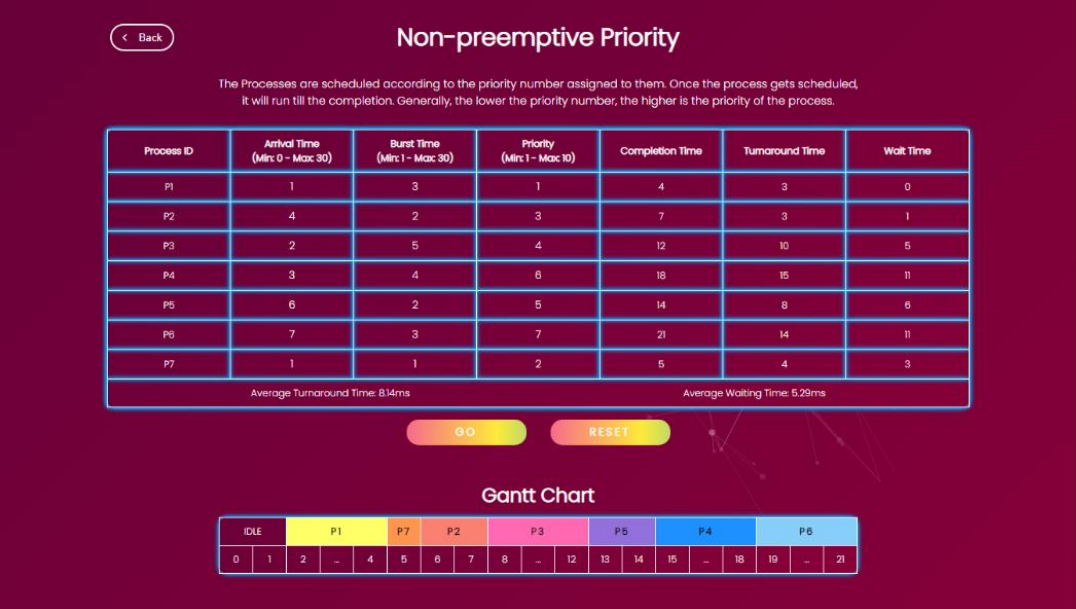 < Back
Non-preemptive Priority
The Processes are scheduled according to the priority number assigned to them. Once the process gets scheduled,
it will run till the completion. Generally, the lower the priority number, the higher is the priority of the process.
Process ID Arrival Time (Min: 0 - Max: 30) Burst Time (Min: 1 - Max: 30) Priority (Min: 1 - Max: 10) Completion Time Turnaround Time Wait Time
P1 1 3 1 4 3 0
P2 4 2 3 7 3 1
P3 2 5 4 12 10 5
P4 3 4 6 18 15 11
P5 6 2 5 14 8 6
P6 7 3 7 21 14 11
P7 1 1 2 5 4 3
Average Turnaround Time: 8.14ms Average Waiting Time: 5.29ms
GO RESET
Gantt Chart
IDLE P1 P7 P2 P3 P5 P4 P6
0 1 2 ... 4 5 6 7 8 ... 12 13 14 15 ... 18 19 ... 21